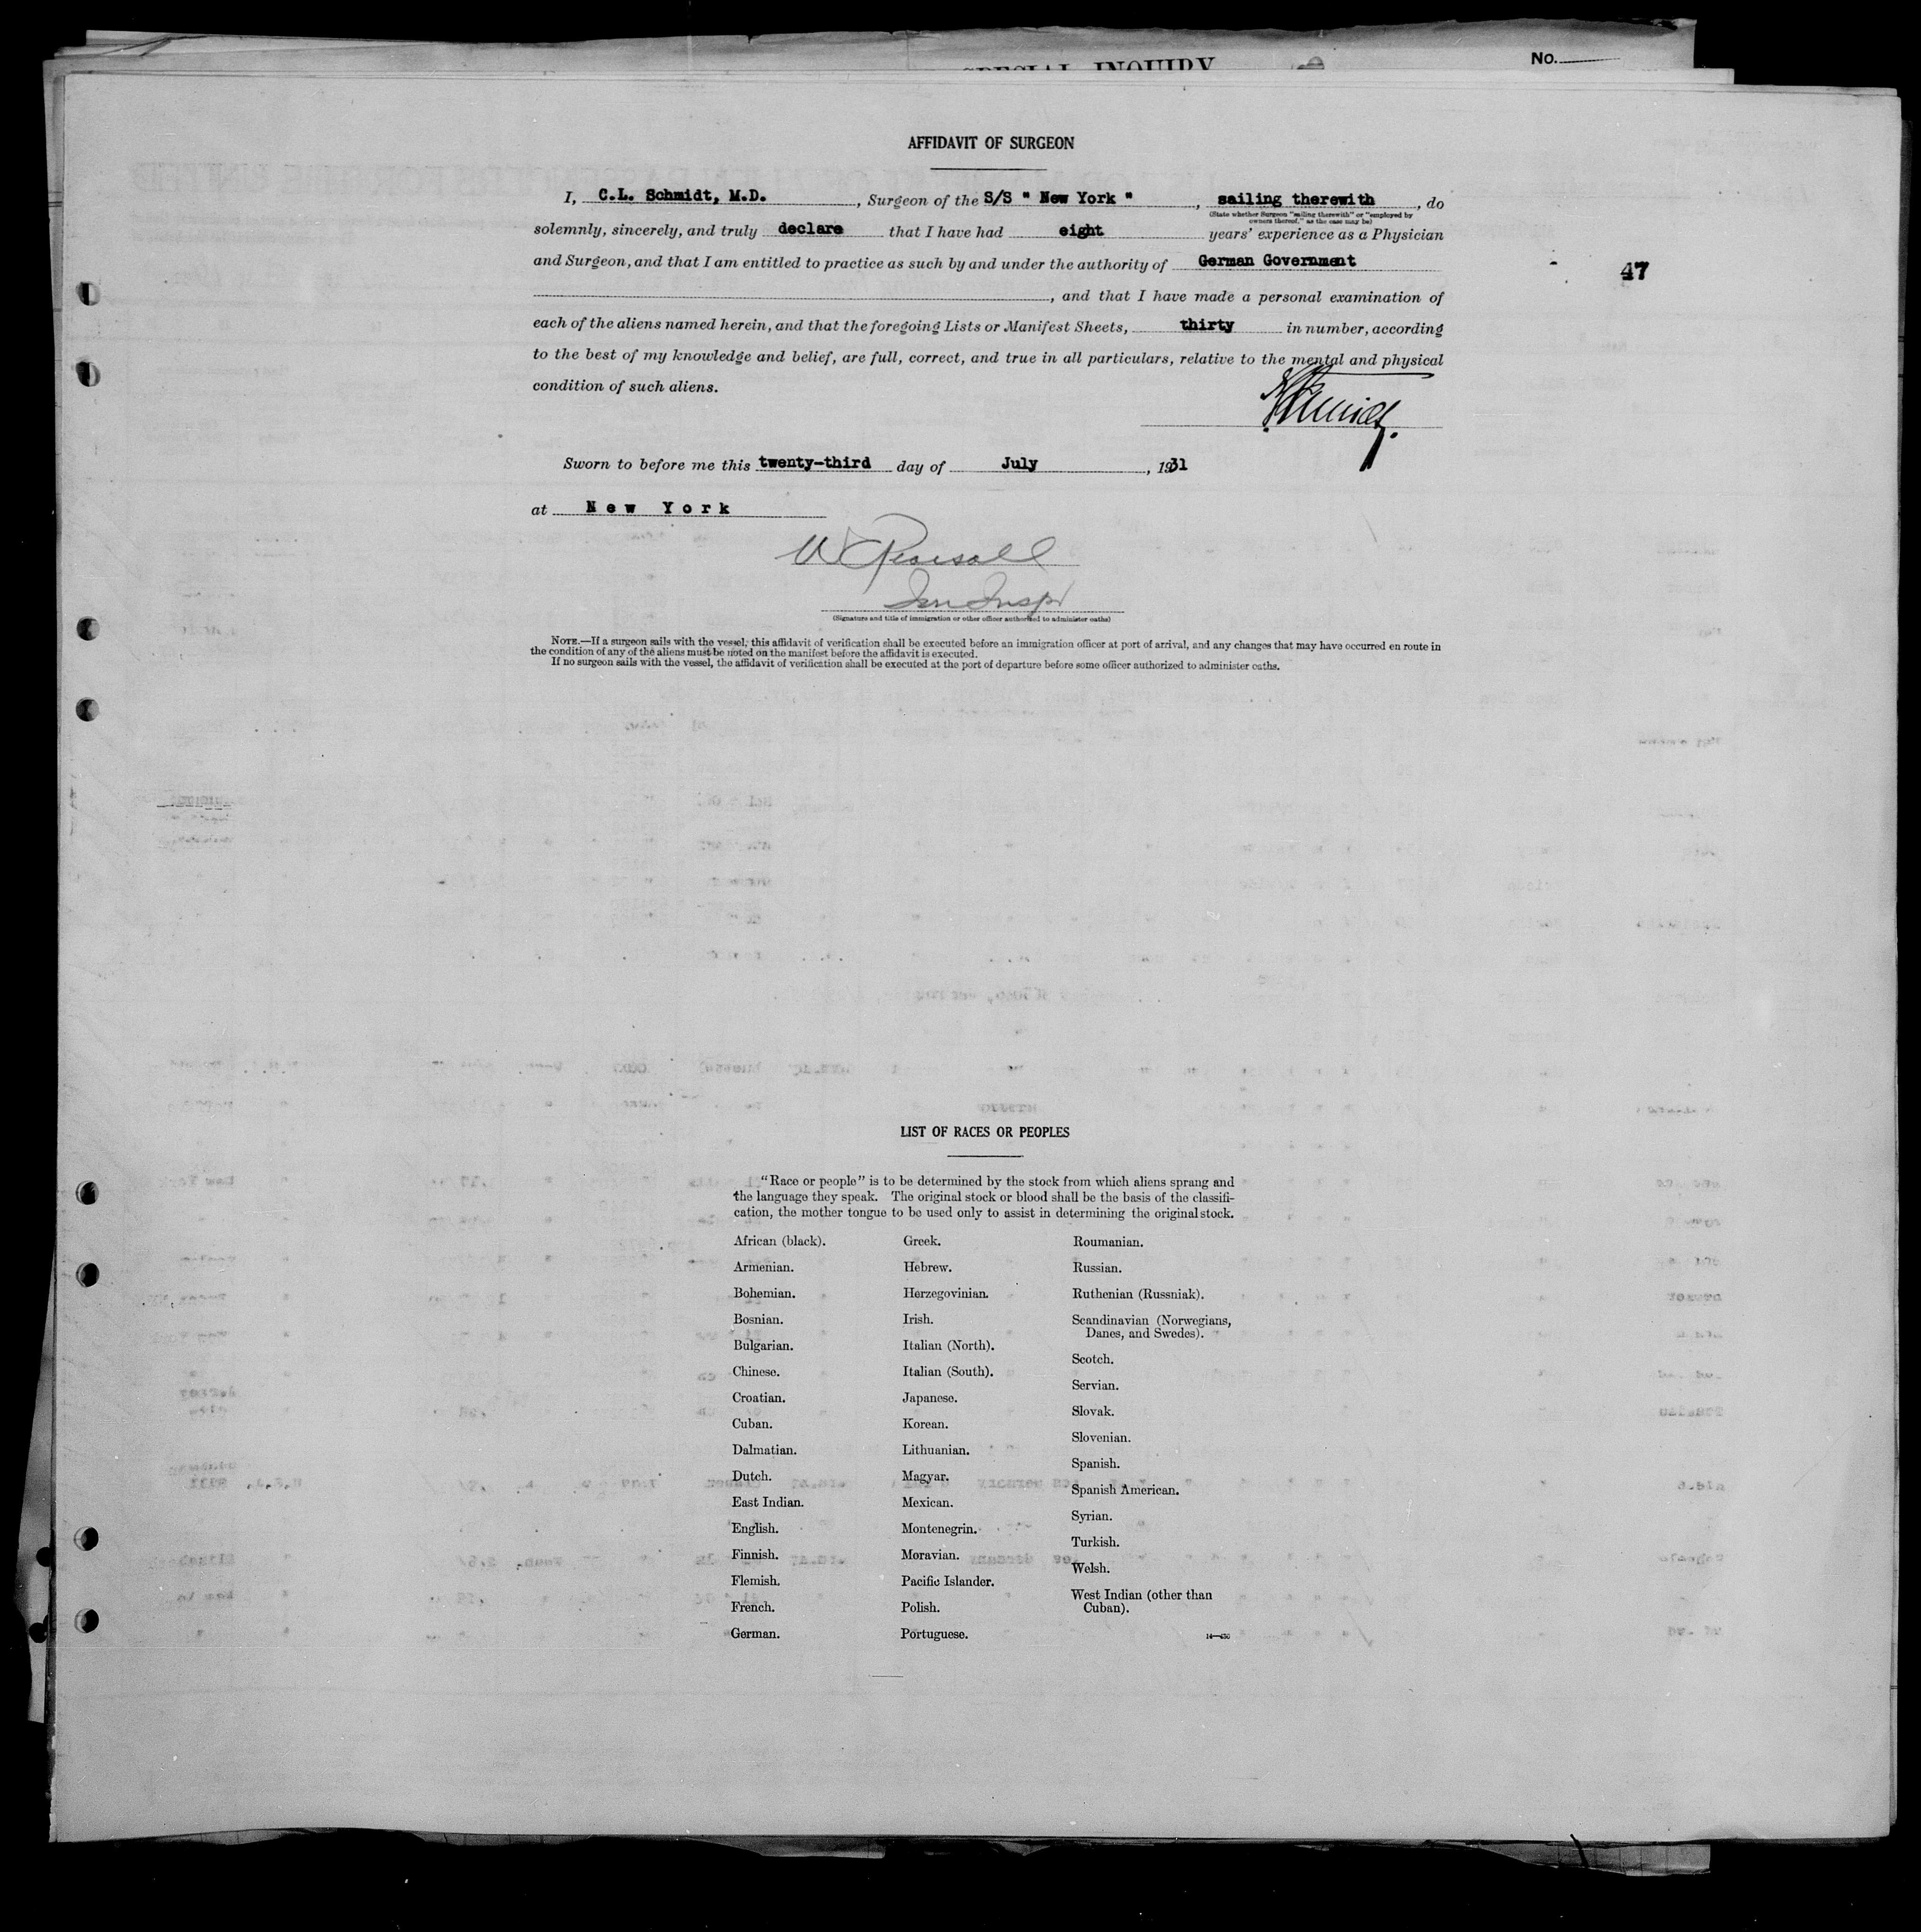 SPECIAL INQUIRY
No.
AFFIDAVIT OF SURGEON
I, C.L. Schmidt, M.D., Surgeon of the S/S " New York ", sailing therewith, do
(State whether Surgeon "sailing therewith" or "employed by
owners thereof," as the case may be)
solemnly, sincerely, and truly declare that I have had eight years' experience as a Physician
and Surgeon, and that I am entitled to practice as such by and under the authority of German Government
47
, and that I have made a personal examination of
each of the aliens named herein, and that the foregoing Lists or Manifest Sheets, thirty in number, according
to the best of my knowledge and belief, are full, correct, and true in all particulars, relative to the mental and physical
condition of such aliens.
Schmidt.
Sworn to before me this twenty-third day of July, 1931
at New York
Imm Insp
(Signature and title of immigration or other officer authorized to administer oaths)
NOTE.—If a surgeon sails with the vessel, this affidavit of verification shall be executed before an immigration officer at port of arrival, and any changes that may have occurred en route in
the condition of any of the aliens must be noted on the manifest before the affidavit is executed.
If no surgeon sails with the vessel, the affidavit of verification shall be executed at the port of departure before some officer authorized to administer oaths.
LIST OF RACES OR PEOPLES
"Race or people" is to be determined by the stock from which aliens sprang and
the language they speak. The original stock or blood shall be the basis of the classifi-
cation, the mother tongue to be used only to assist in determining the original stock.
African (black).
Armenian.
Bohemian.
Bosnian.
Bulgarian.
Chinese.
Croatian.
Cuban.
Dalmatian.
Dutch.
East Indian.
English.
Finnish.
Flemish.
French.
German.
Greek.
Hebrew.
Herzegovinian.
Irish.
Italian (North).
Italian (South).
Japanese.
Korean.
Lithuanian.
Magyar.
Mexican.
Montenegrin.
Moravian.
Pacific Islander.
Polish.
Portuguese.
Roumanian.
Russian.
Ruthenian (Russniak).
Scandinavian (Norwegians,
Danes, and Swedes).
Scotch.
Servian.
Slovak.
Slovenian.
Spanish.
Spanish American.
Syrian.
Turkish.
Welsh.
West Indian (other than
Cuban).
14—430